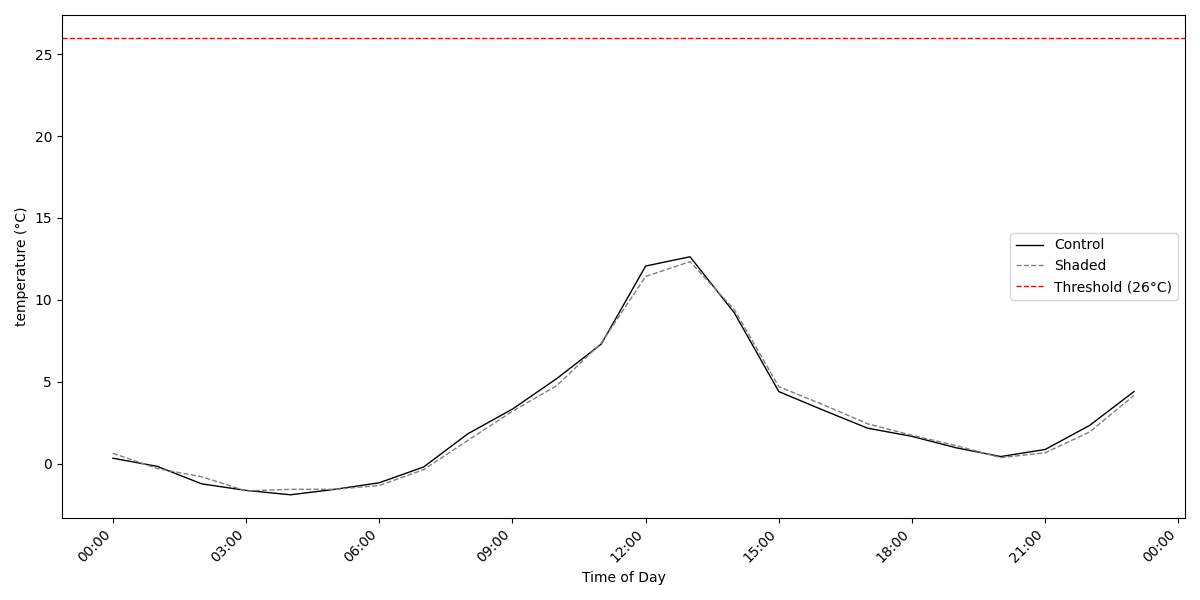 25
20
15
10
5
0
temperature (°C)
Control
Shaded
Threshold (26°C)
00:00 03:00 06:00 09:00 12:00 15:00 18:00 21:00 00:00
Time of Day